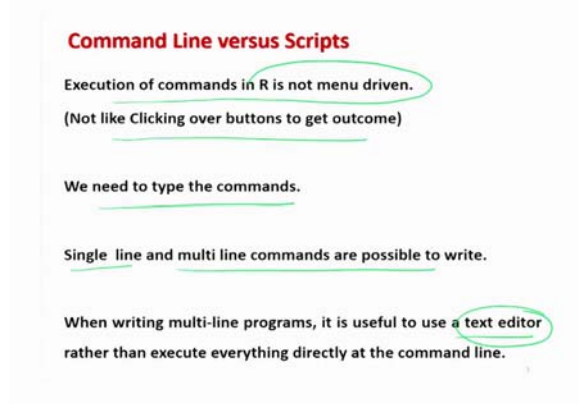 Command Line versus Scripts
Execution of commands in R is not menu driven.
(Not like Clicking over buttons to get outcome)
We need to type the commands.
Single line and multi line commands are possible to write.
When writing multi-line programs, it is useful to use a text editor
rather than execute everything directly at the command line.